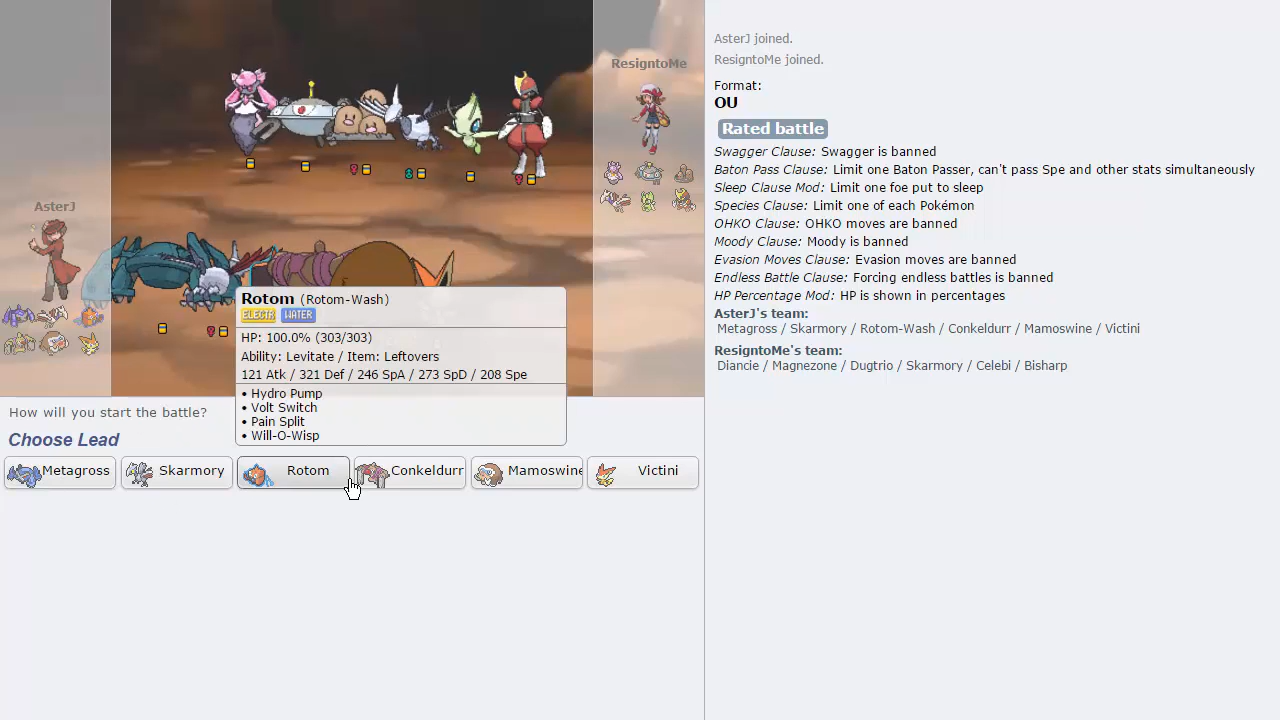 ResigntoMe
AsterJ
Rotom (Rotom-Wash)
ELECTR WATER
HP: 100.0% (303/303)
Ability: Levitate / Item: Leftovers
121 Atk / 321 Def / 246 SpA / 273 SpD / 208 Spe
• Hydro Pump
• Volt Switch
• Pain Split
• Will-O-Wisp
How will you start the battle?
Choose Lead
Metagross Skarmory Rotom Conkeldurr Mamoswine Victini
AsterJ joined.
ResigntoMe joined.
Format:
OU
Rated battle
Swagger Clause: Swagger is banned
Baton Pass Clause: Limit one Baton Passer, can't pass Spe and other stats simultaneously
Sleep Clause Mod: Limit one foe put to sleep
Species Clause: Limit one of each Pokémon
OHKO Clause: OHKO moves are banned
Moody Clause: Moody is banned
Evasion Moves Clause: Evasion moves are banned
Endless Battle Clause: Forcing endless battles is banned
HP Percentage Mod: HP is shown in percentages
AsterJ's team:
Metagross / Skarmory / Rotom-Wash / Conkeldurr / Mamoswine / Victini
ResigntoMe's team:
Diancie / Magnezone / Dugtrio / Skarmory / Celebi / Bisharp